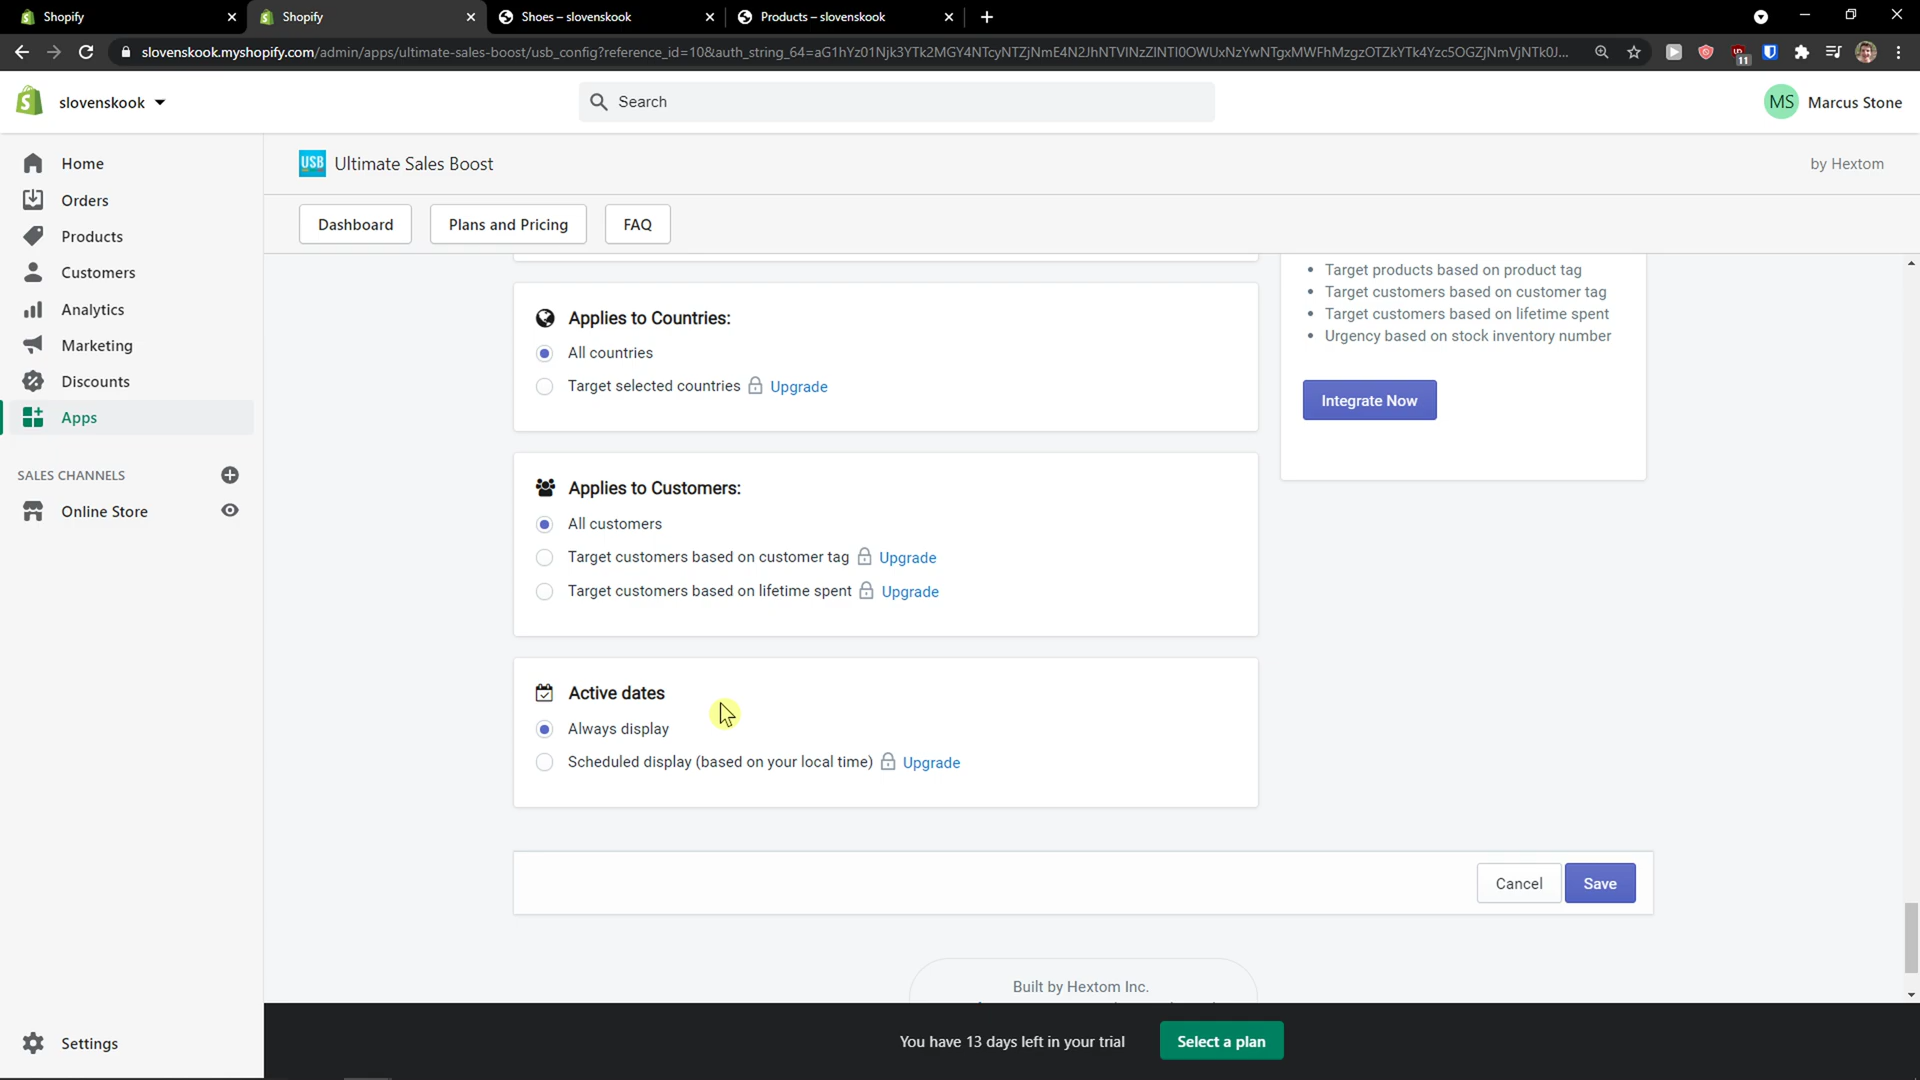 Shopify
Shopify
Shoes – slovenskook
Products – slovenskook
slovenskook.myshopify.com/admin/apps/ultimate-sales-boost/usb_config?reference_id=10&auth_string_64=
11
slovenskook
Search
MS
Marcus Stone
Home
Orders
Products
Customers
Analytics
Marketing
Discounts
Apps
SALES CHANNELS
Online Store
Settings
USB
Ultimate Sales Boost
by Hextom
Dashboard
Plans and Pricing
FAQ
Applies to Countries:
All countries
Target selected countries Upgrade
Applies to Customers:
All customers
Target customers based on customer tag Upgrade
Target customers based on lifetime spent Upgrade
Active dates
Always display
Scheduled display (based on your local time) Upgrade
• Target products based on product tag
• Target customers based on customer tag
• Target customers based on lifetime spent
• Urgency based on stock inventory number
Integrate Now
Cancel
Save
Built by Hextom Inc.
You have 13 days left in your trial
Select a plan